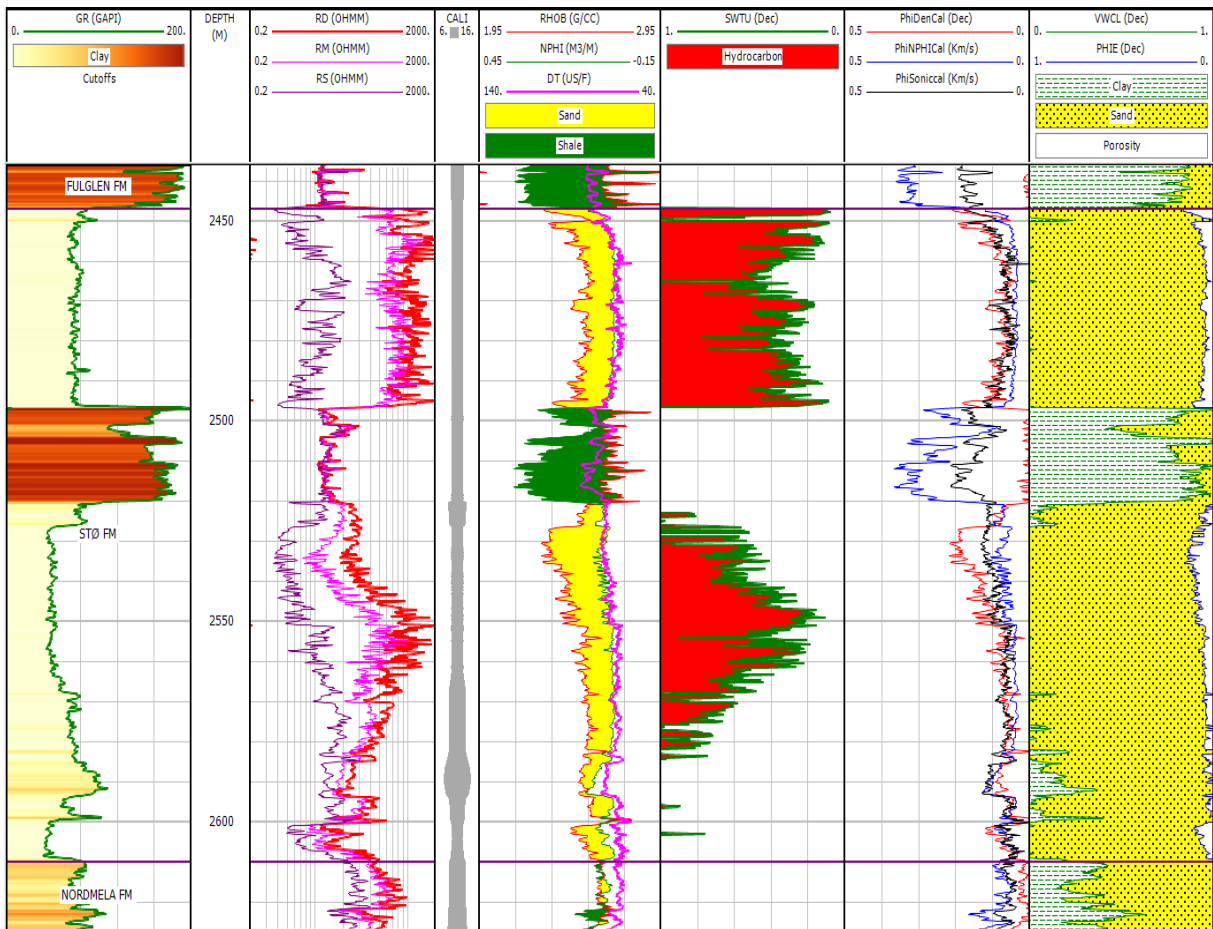 GR (GAPI)
0. 200.
Clay
Cutoffs
DEPTH
(M)
RD (OHMM)
0.2 2000.
RM (OHMM)
0.2 2000.
RS (OHMM)
0.2 2000.
CALI
6. 16.
RHOB (G/CC)
1.95 2.95
NPHI (M3/M)
0.45 -0.15
DT (US/F)
140. 40.
Sand
Shale
SWTU (Dec)
1. 0.
Hydrocarbon
PhiDenCal (Dec)
0.5 0.
PhiNPHICal (Km/s)
0.5 0.
PhiSoniccal (Km/s)
0.5 0.
VWCL (Dec)
0. 1.
PHIE (Dec)
1. 0.
Clay
Sand
Porosity
FULGLEN FM
2450
2500
STØ FM
2550
2600
NORDMELA FM